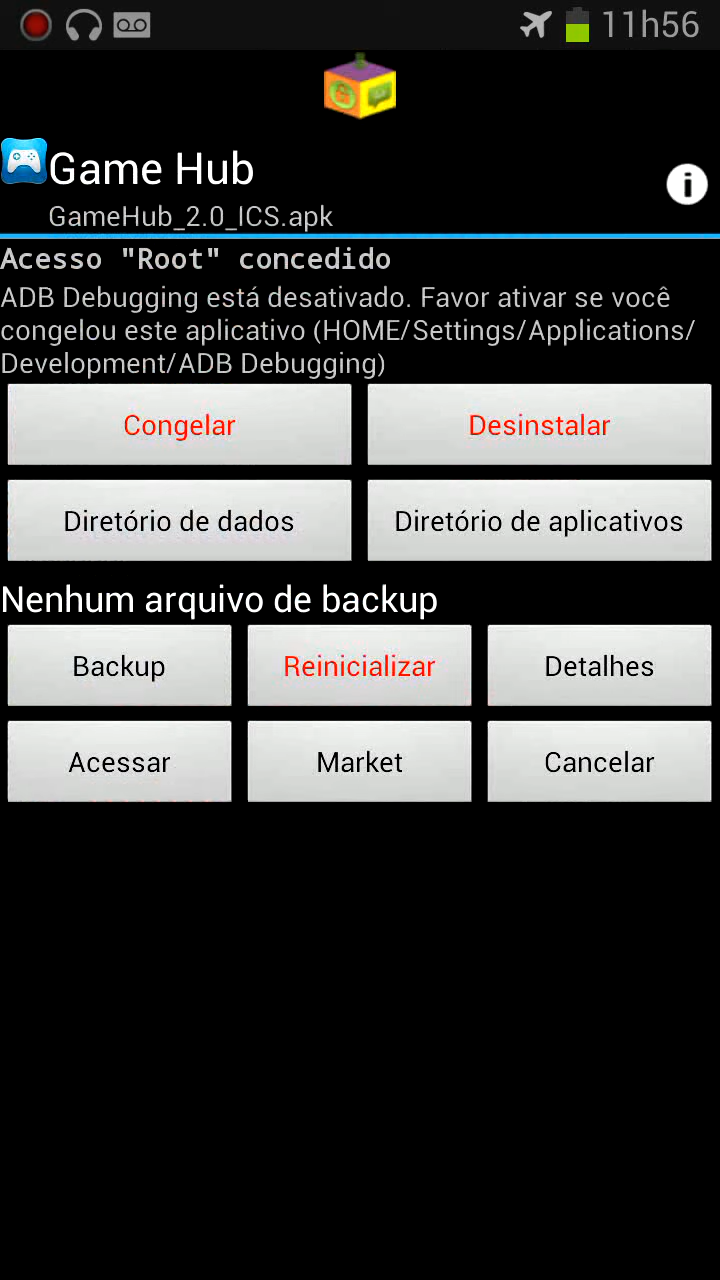 11h56
Game Hub
GameHub_2.0_ICS.apk
Acesso "Root" concedido
ADB Debugging está desativado. Favor ativar se você
congelou este aplicativo (HOME/Settings/Applications/
Development/ADB Debugging)
Congelar
Desinstalar
Diretório de dados
Diretório de aplicativos
Nenhum arquivo de backup
Backup
Reinicializar
Detalhes
Acessar
Market
Cancelar